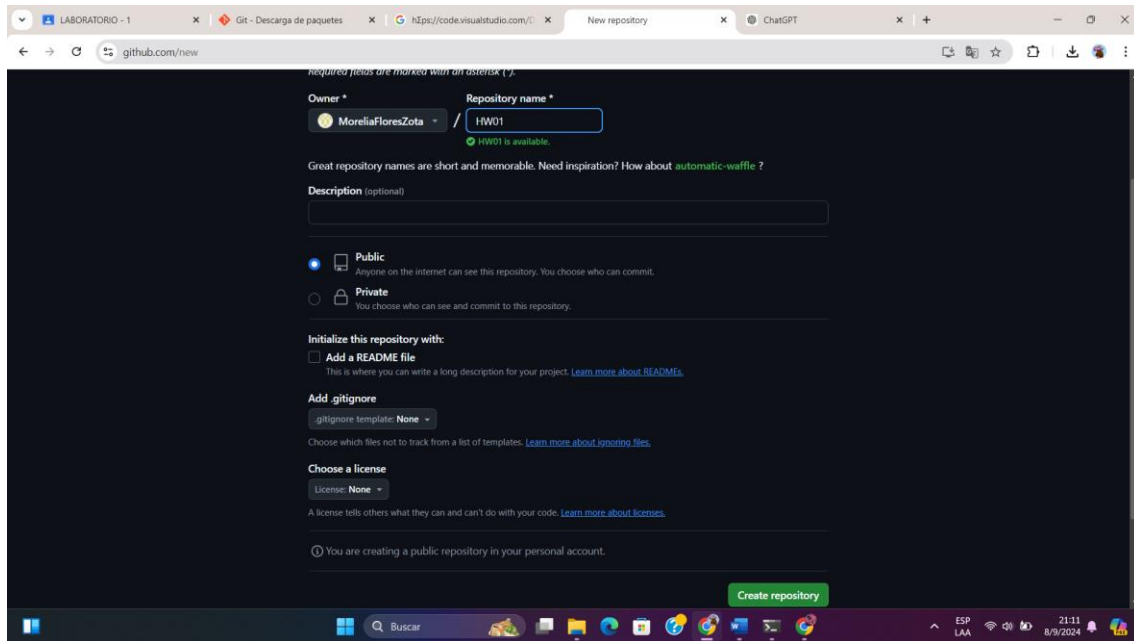 LABORATORIO - 1
Git - Descarga de paquetes
hΣps://code.visualstudio.com/D
New repository
ChatGPT
github.com/new
Required fields are marked with an asterisk (*).
Owner * Repository name *
MoreliaFloresZota / HW01
HW01 is available.
Great repository names are short and memorable. Need inspiration? How about automatic-waffle ?
Description (optional)
Public
Anyone on the internet can see this repository. You choose who can commit.
Private
You choose who can see and commit to this repository.
Initialize this repository with:
Add a README file
This is where you can write a long description for your project. Learn more about READMEs.
Add .gitignore
.gitignore template: None
Choose which files not to track from a list of templates. Learn more about ignoring files.
Choose a license
License: None
A license tells others what they can and can't do with your code. Learn more about licenses.
You are creating a public repository in your personal account.
Create repository
Buscar
ESP
LAA
21:11
8/9/2024